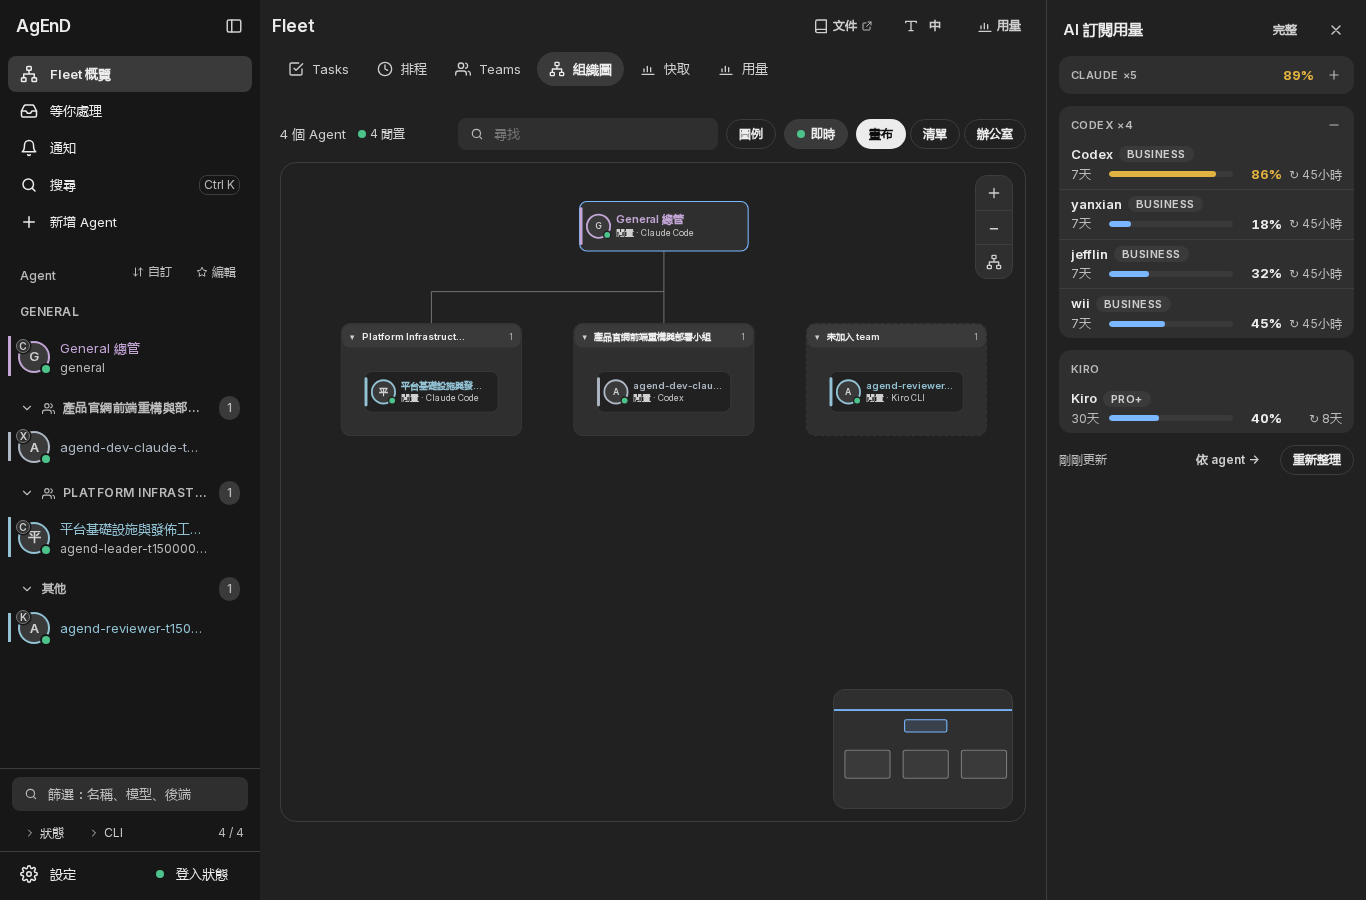 AgEnD
Fleet 概覽
等你處理
通知
搜尋 Ctrl K
新增 Agent
Agent 自訂 編輯
GENERAL
C G General 總管
general
產品官網前端重構與部… 1
X A agend-dev-claude-t…
PLATFORM INFRAST… 1
C 平 平台基礎設施與發佈工…
agend-leader-t150000…
其他 1
K A agend-reviewer-t150…
篩選：名稱、模型、後端
狀態 CLI 4 / 4
設定 登入狀態
Fleet 文件 中 用量
Tasks 排程 Teams 組織圖 快取 用量
4 個 Agent 4 閒置 尋找 圖例 即時 畫布 清單 辦公室
G General 總管
閒置 · Claude Code
Platform Infrastruct… 1
平 平台基礎設施與發…
閒置 · Claude Code
產品官網前端重構與部署小組 1
A agend-dev-clau…
閒置 · Codex
未加入 team 1
A agend-reviewer…
閒置 · Kiro CLI
AI 訂閱用量 完整
CLAUDE ×5 89%
CODEX ×4
Codex BUSINESS
7天 86% ↻ 45小時
yanxian BUSINESS
7天 18% ↻ 45小時
jefflin BUSINESS
7天 32% ↻ 45小時
wii BUSINESS
7天 45% ↻ 45小時
KIRO
Kiro PRO+
30天 40% ↻ 8天
剛剛更新 依 agent → 重新整理